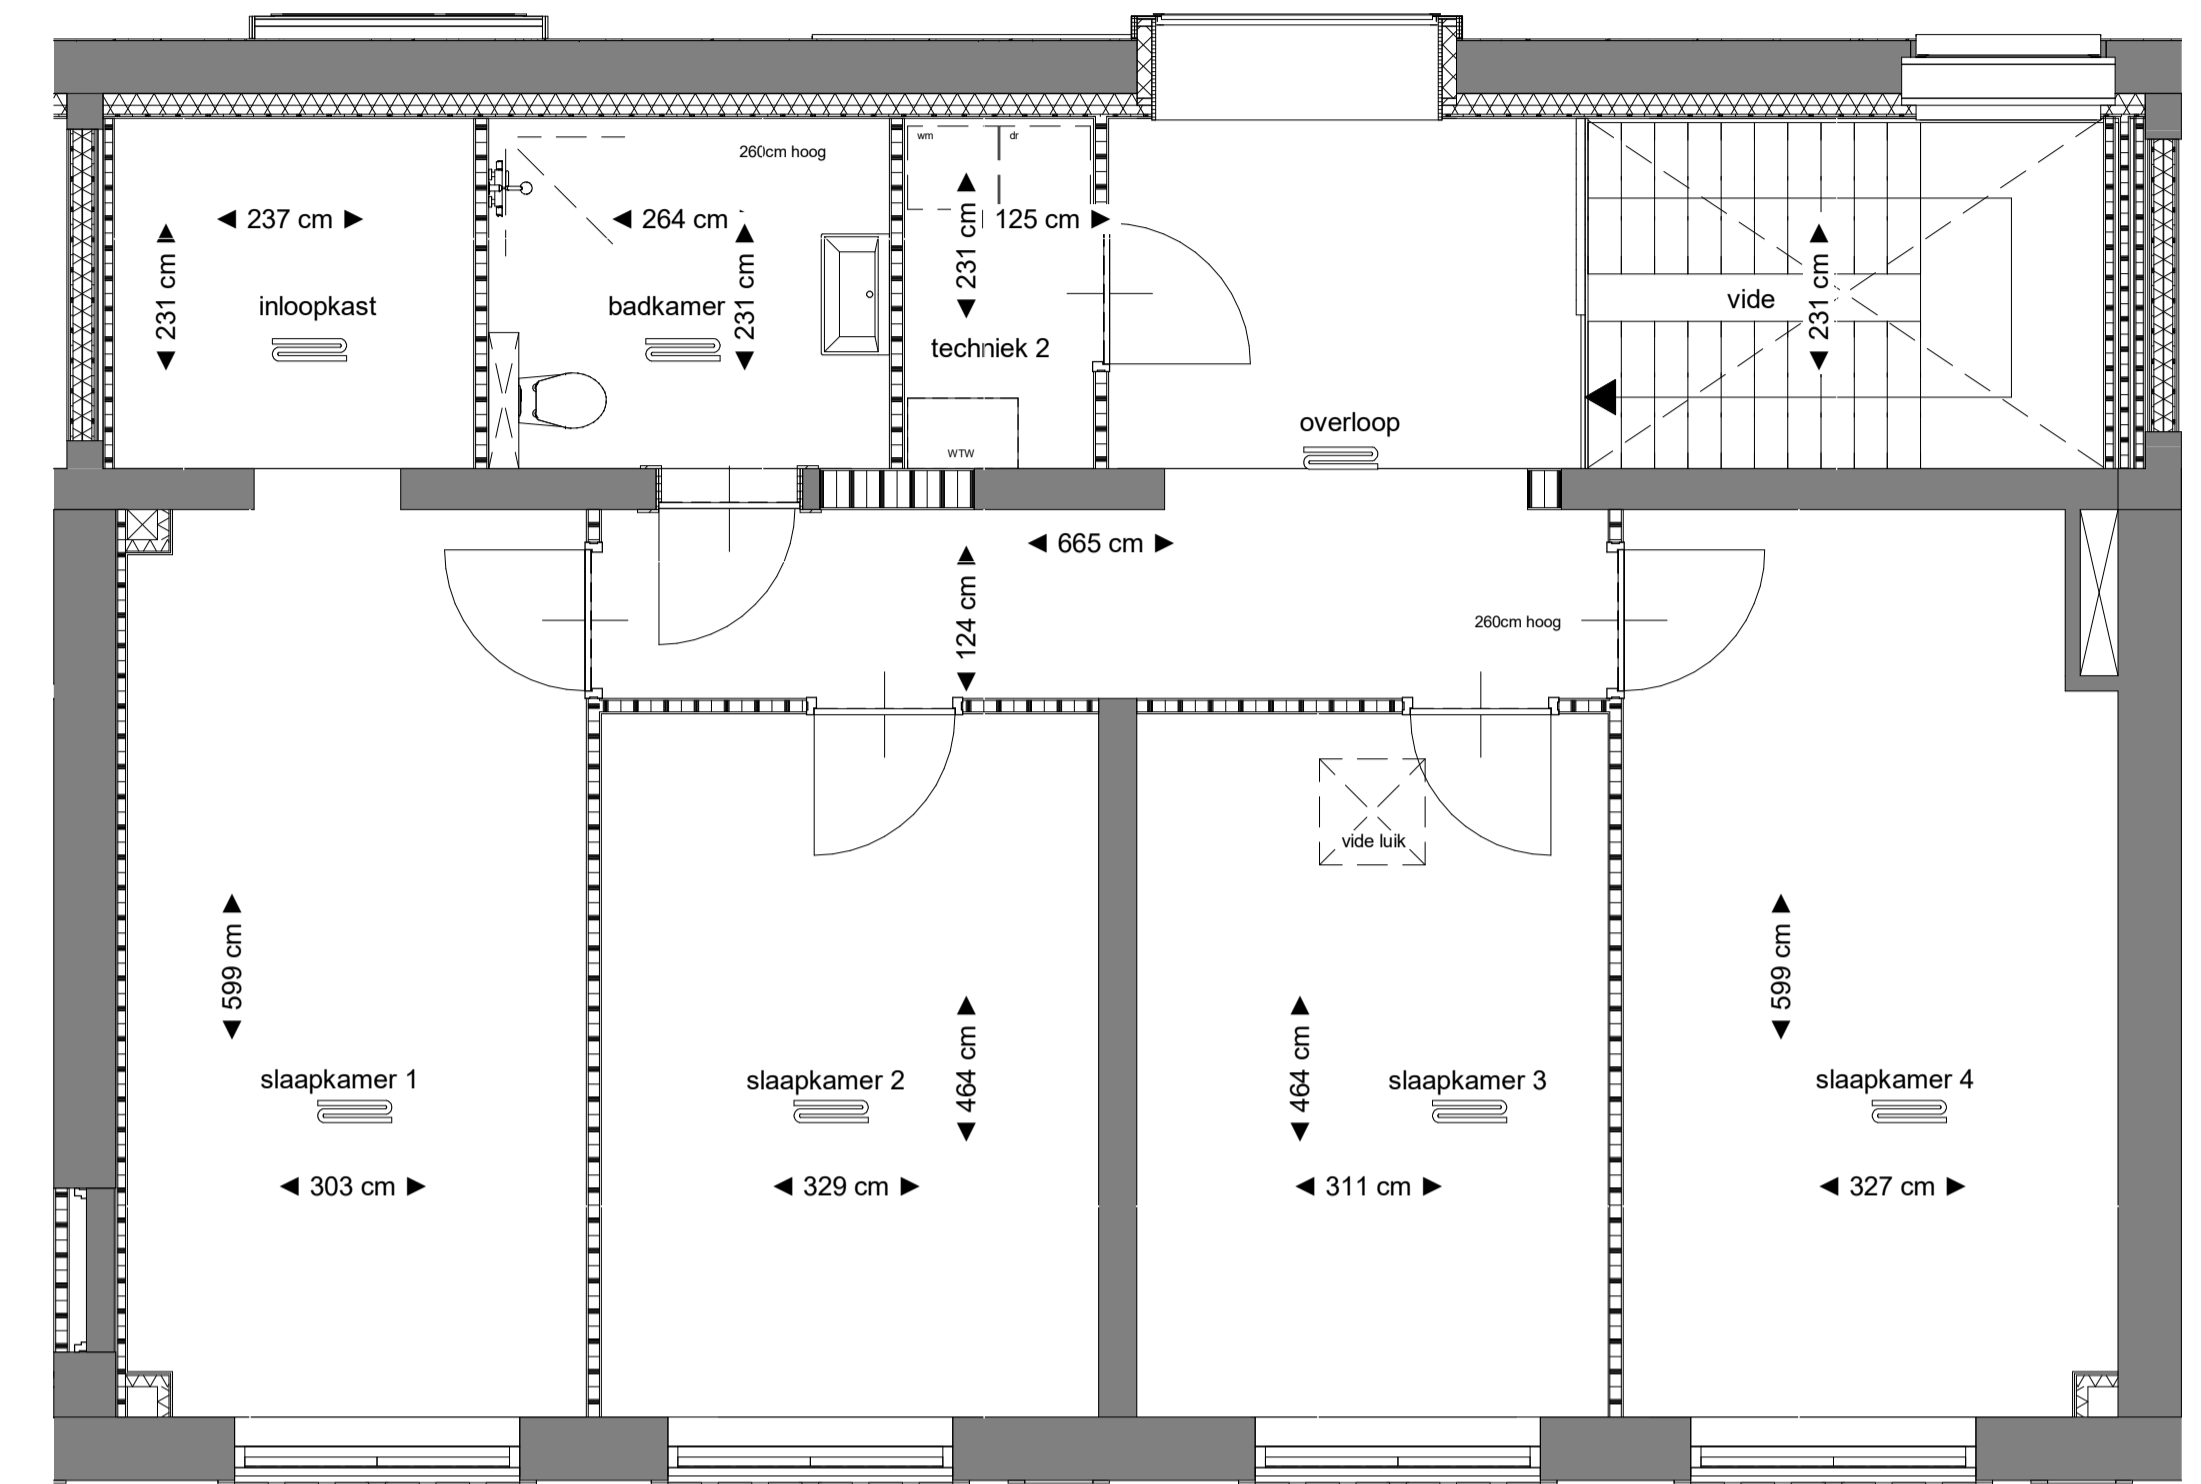 wm
dr
260cm hoog
237 cm
264 cm
125 cm
231 cm
231 cm
231 cm
231 cm
inloopkast
badkamer
techniek 2
vide
overloop
WTW
665 cm
124 cm
260cm hoog
vide luik
599 cm
464 cm
464 cm
599 cm
slaapkamer 1
slaapkamer 2
slaapkamer 3
slaapkamer 4
303 cm
329 cm
311 cm
327 cm